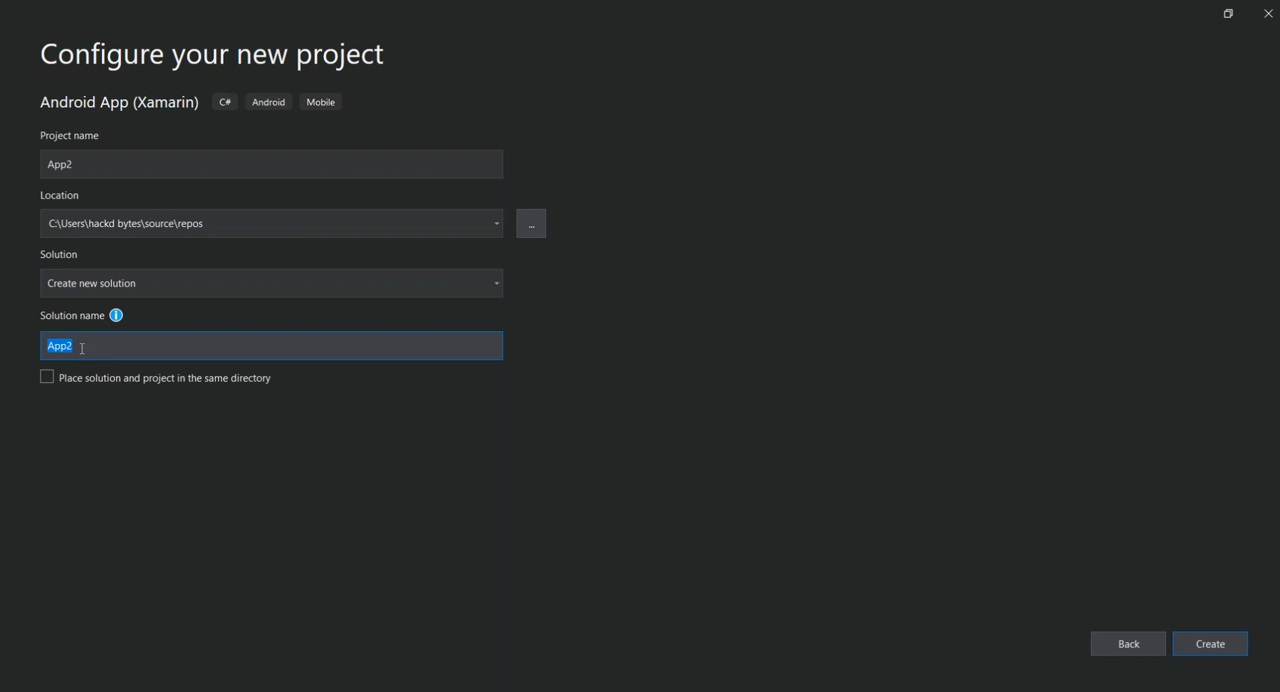 Configure your new project
Android App (Xamarin) C# Android Mobile
Project name
App2
Location
C:\Users\hackd bytes\source\repos
...
Solution
Create new solution
Solution name
App2
Place solution and project in the same directory
Back Create